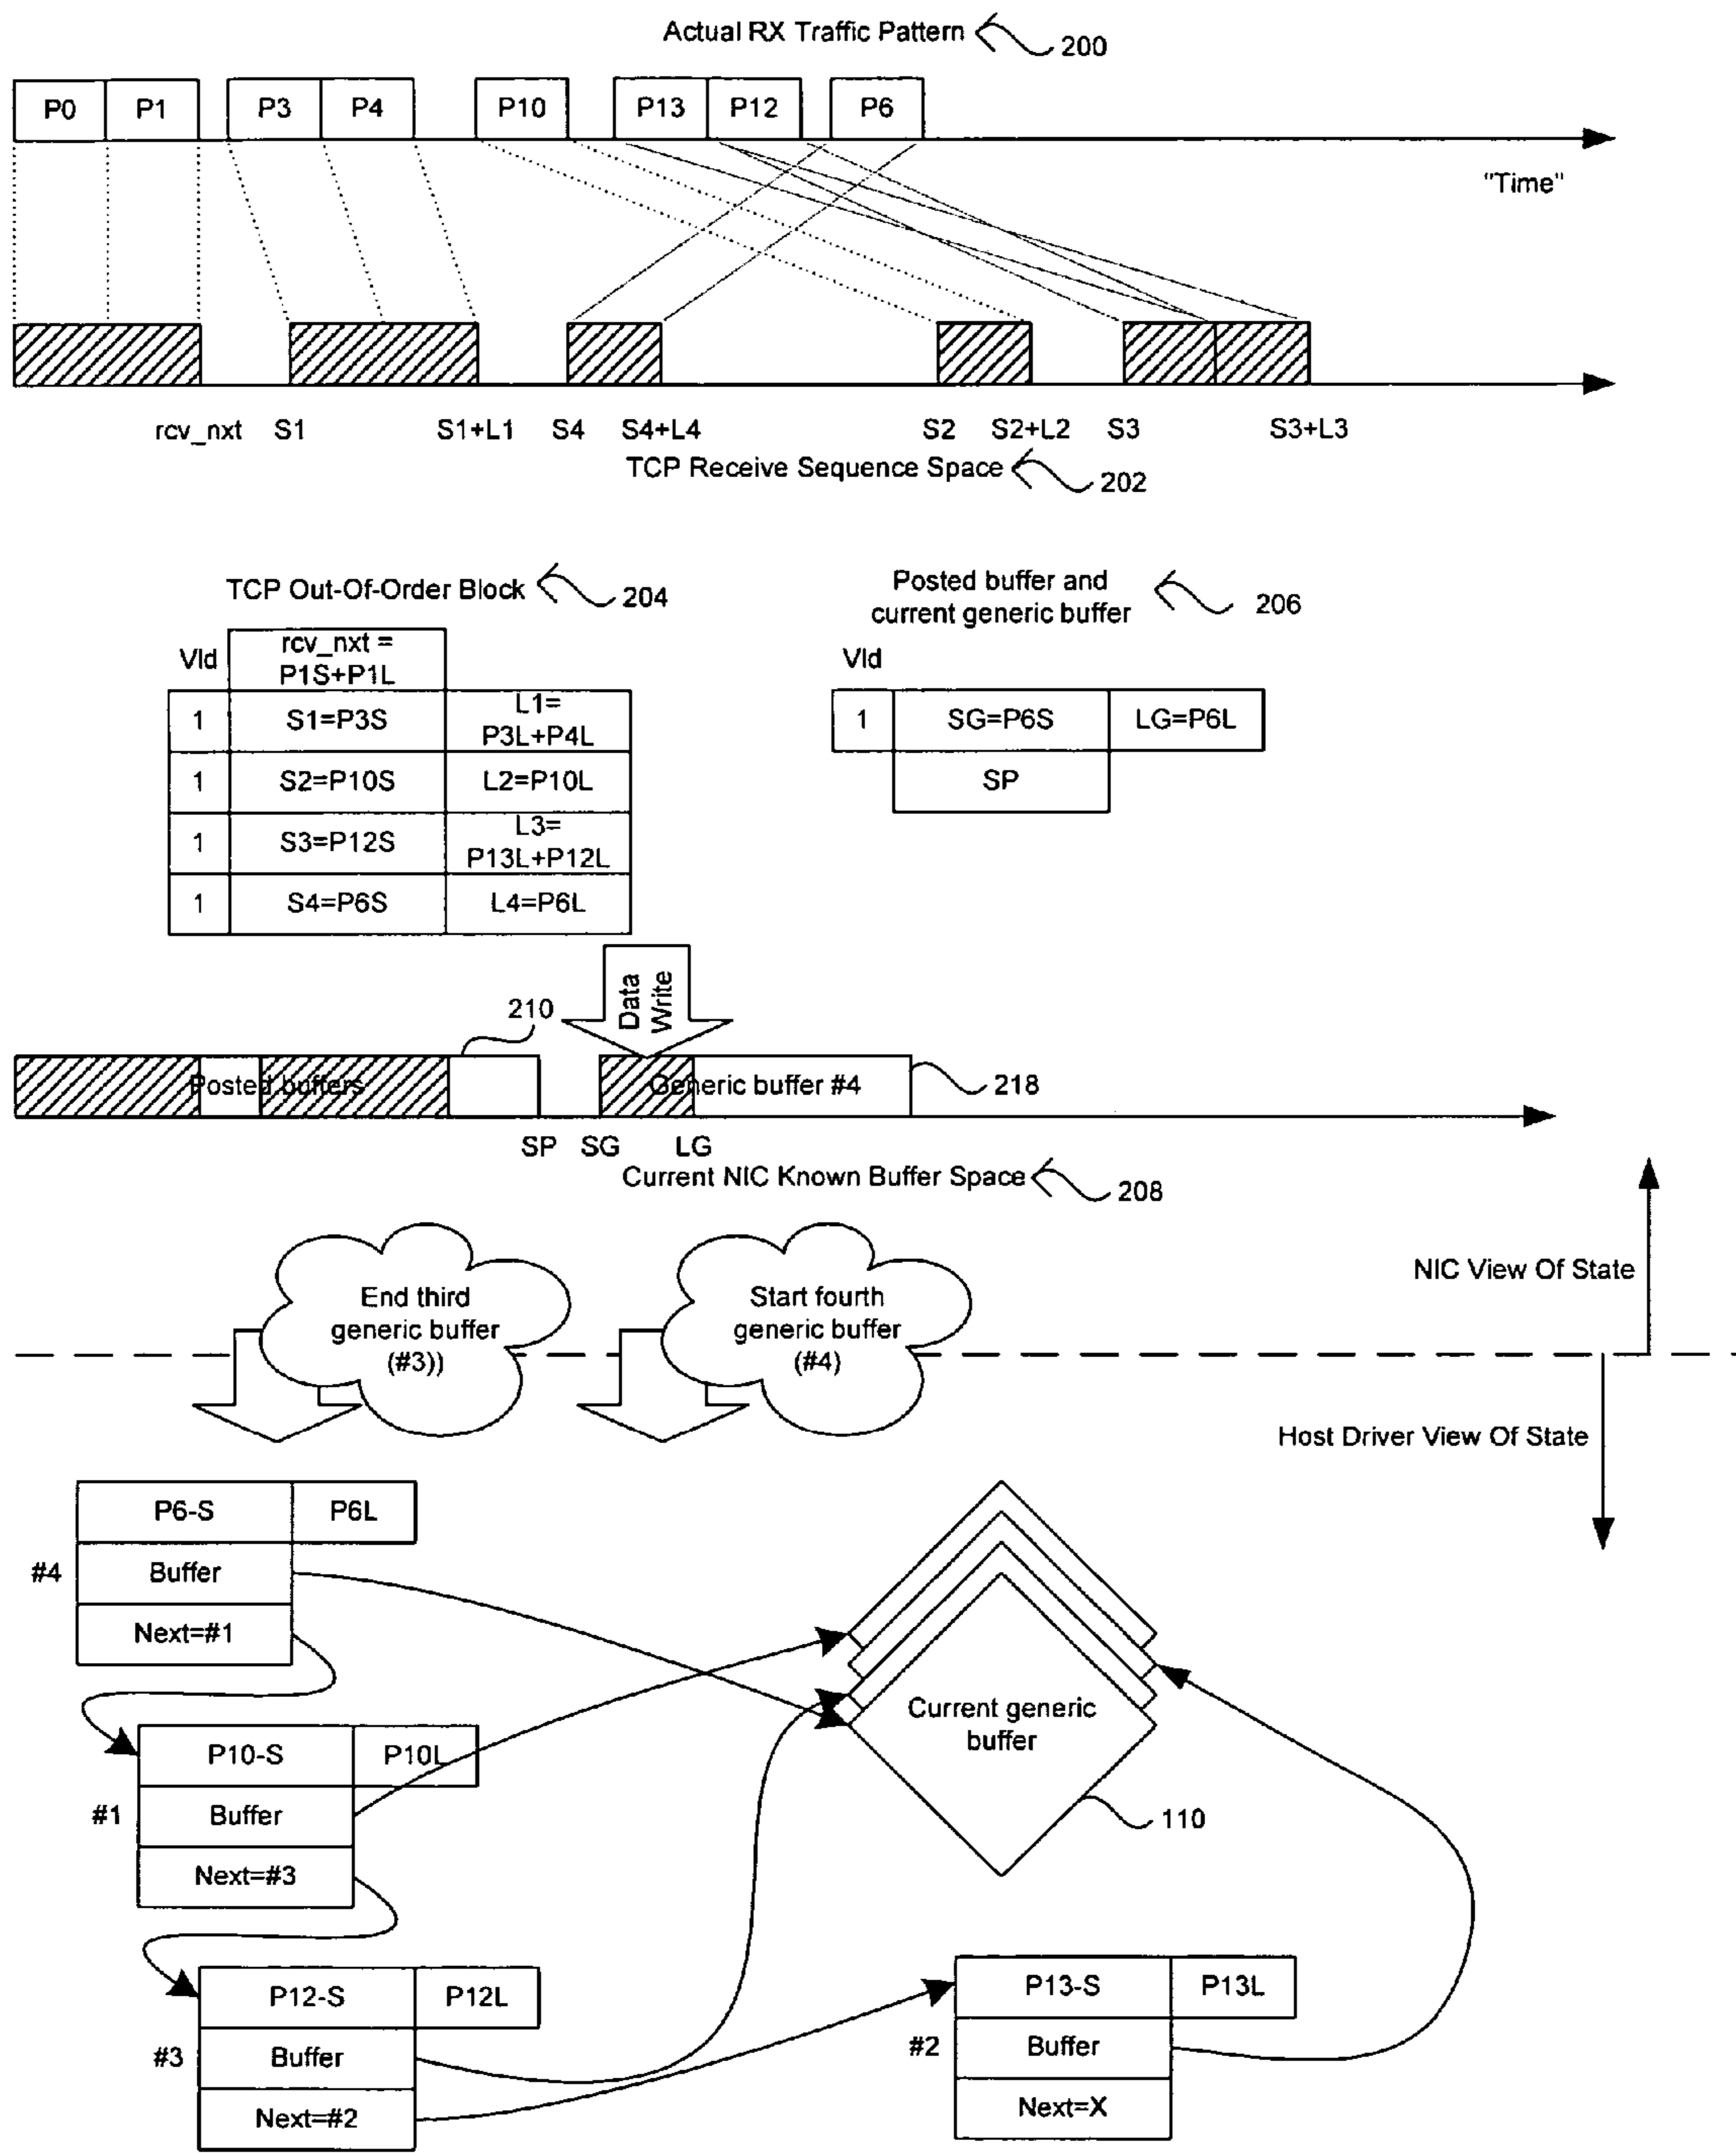 Actual RX Traffic Pattern
200
P0 P1 P3 P4 P10 P13 P12 P6
"Time"
rcv_nxt S1 S1+L1 S4 S4+L4 S2 S2+L2 S3 S3+L3
TCP Receive Sequence Space
202
TCP Out-Of-Order Block
204
Vld
rcv_nxt =
P1S+P1L
1 S1=P3S L1=
P3L+P4L
1 S2=P10S L2=P10L
1 S3=P12S L3=
P13L+P12L
1 S4=P6S L4=P6L
Posted buffer and
current generic buffer
206
Vld
1 SG=P6S LG=P6L
SP
Data
Write
210
Posted buffers
Generic buffer #4
218
SP SG LG
Current NIC Known Buffer Space
208
NIC View Of State
End third
generic buffer
(#3))
Start fourth
generic buffer
(#4)
Host Driver View Of State
P6-S P6L
#4 Buffer
Next=#1
P10-S P10L
#1 Buffer
Next=#3
Current generic
buffer
110
P12-S P12L
#3 Buffer
Next=#2
P13-S P13L
#2 Buffer
Next=X